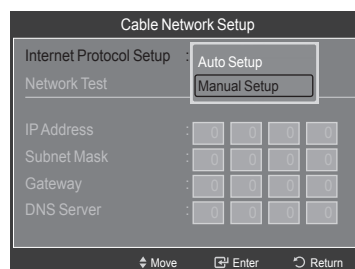 Cable Network Setup
Internet Protocol Setup : Auto Setup
Manual Setup
Network Test
IP Address : 0 0 0 0
Subnet Mask : 0 0 0 0
Gateway : 0 0 0 0
DNS Server : 0 0 0 0
Move Enter Return